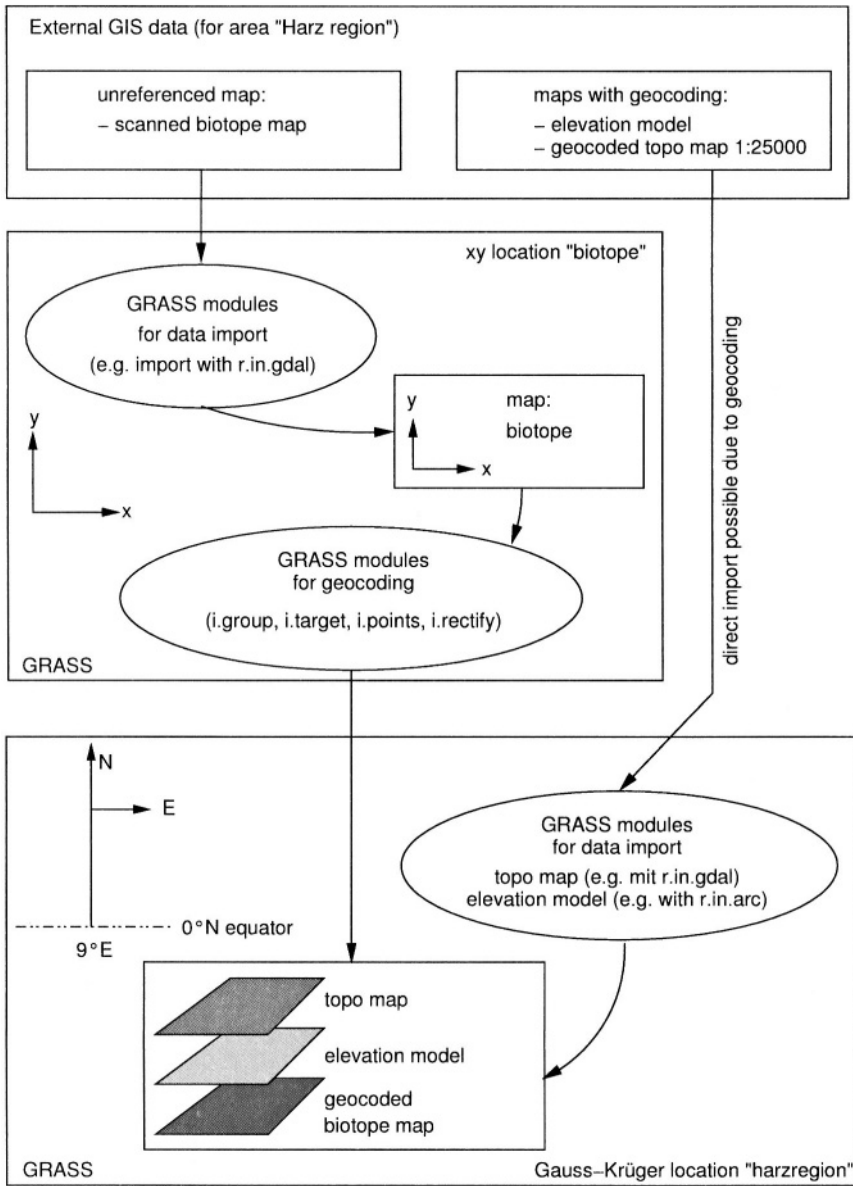 External GIS data (for area "Harz region")
unreferenced map:
– scanned biotope map
maps with geocoding:
– elevation model
– geocoded topo map 1:25000
xy location "biotope"
GRASS modules
for data import
(e.g. import with r.in.gdal)
y
x
map:
biotope
y
x
GRASS modules
for geocoding
(i.group, i.target, i.points, i.rectify)
GRASS
direct import possible due to geocoding
N
E
0°N equator
9°E
GRASS modules
for data import
topo map (e.g. mit r.in.gdal)
elevation model (e.g. with r.in.arc)
topo map
elevation model
geocoded
biotope map
GRASS
Gauss–Krüger location "harzregion"